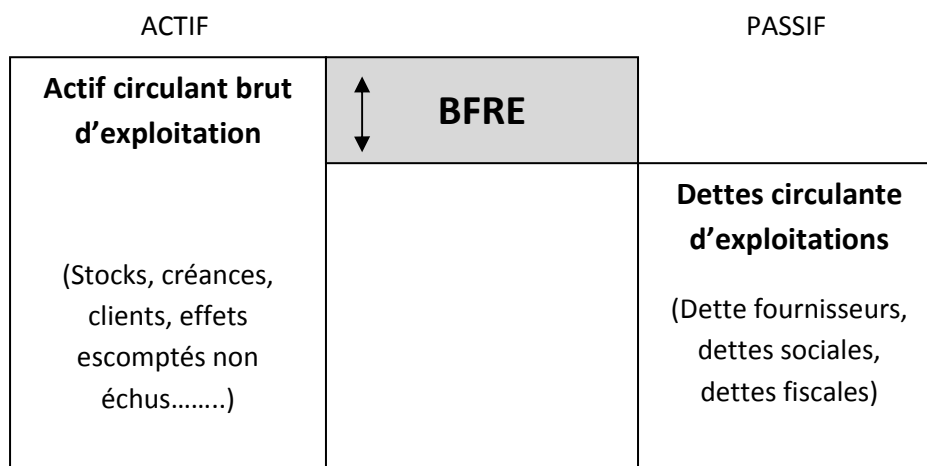 ACTIF
PASSIF
Actif circulant brut
d’exploitation
BFRE
Dettes circulante
d’exploitations
(Stocks, créances,
clients, effets
escomptés non
échus……..)
(Dette fournisseurs,
dettes sociales,
dettes fiscales)